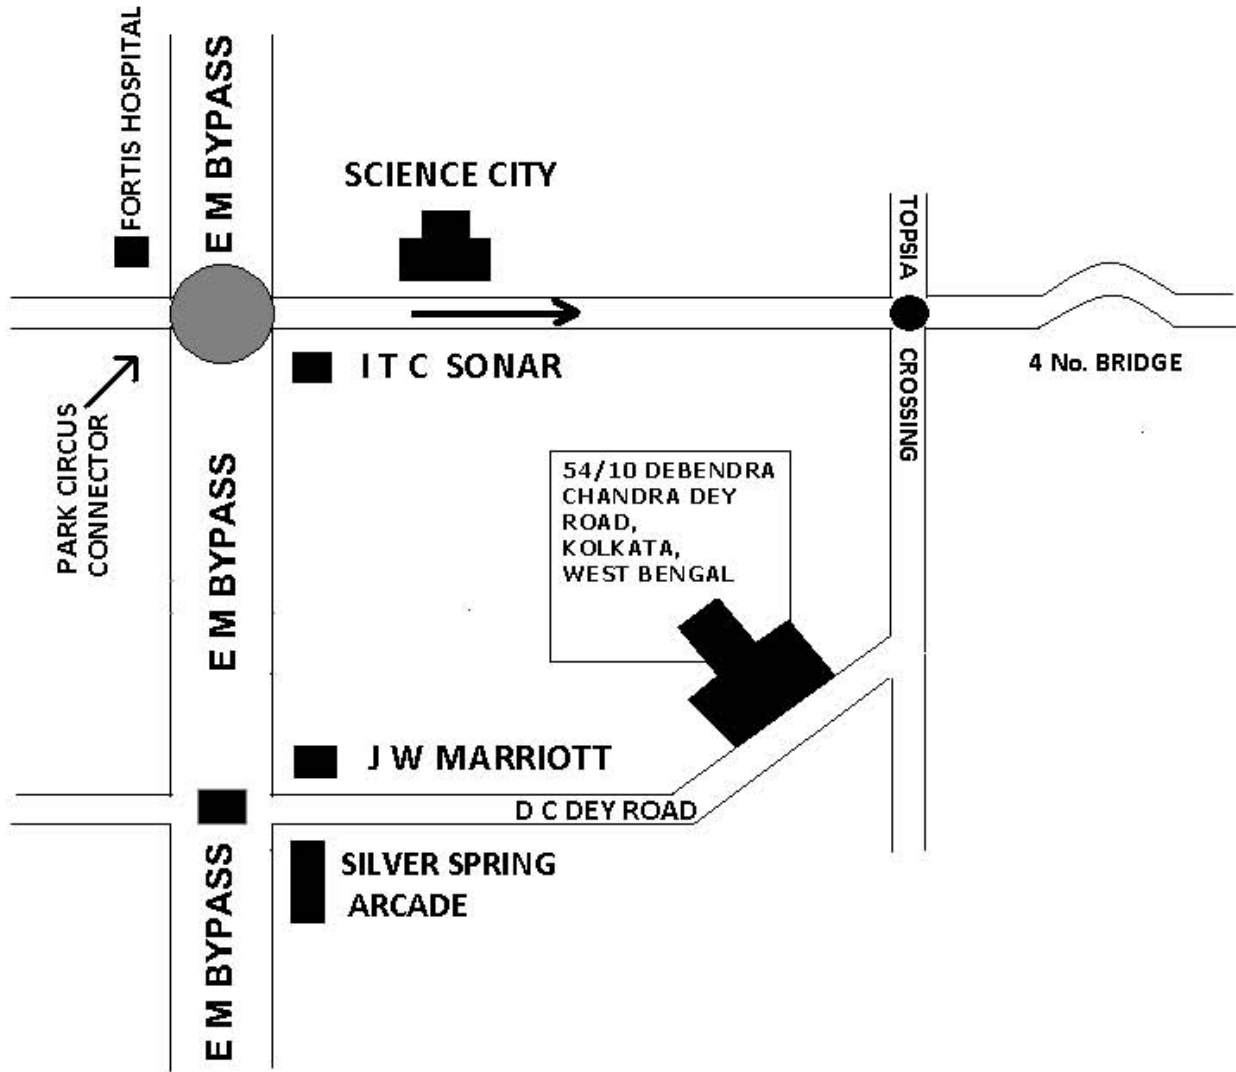 FORTIS HOSPITAL
E M BYPASS
SCIENCE CITY
TOPSIA
CROSSING
I T C SONAR
4 No. BRIDGE
PARK CIRCUS
CONNECTOR
E M BYPASS
54/10 DEBENDRA
CHANDRA DEY
ROAD,
KOLKATA,
WEST BENGAL
J W MARRIOTT
D C DEY ROAD
E M BYPASS
SILVER SPRING
ARCADE